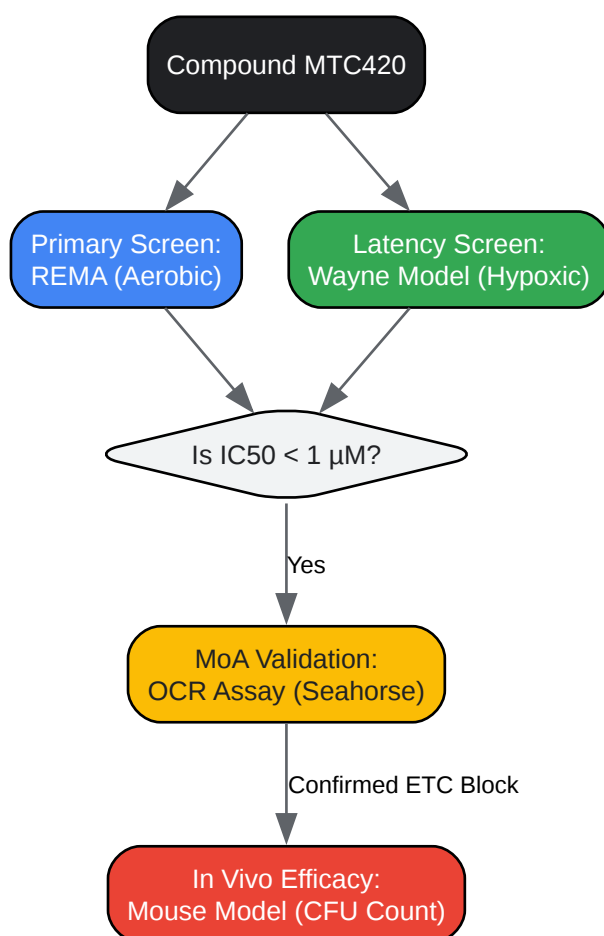 Compound MTC420
Primary Screen:
REMA (Aerobic)
Latency Screen:
Wayne Model (Hypoxic)
Is IC50 < 1 µM?
Yes
MoA Validation:
OCR Assay (Seahorse)
Confirmed ETC Block
In Vivo Efficacy:
Mouse Model (CFU Count)